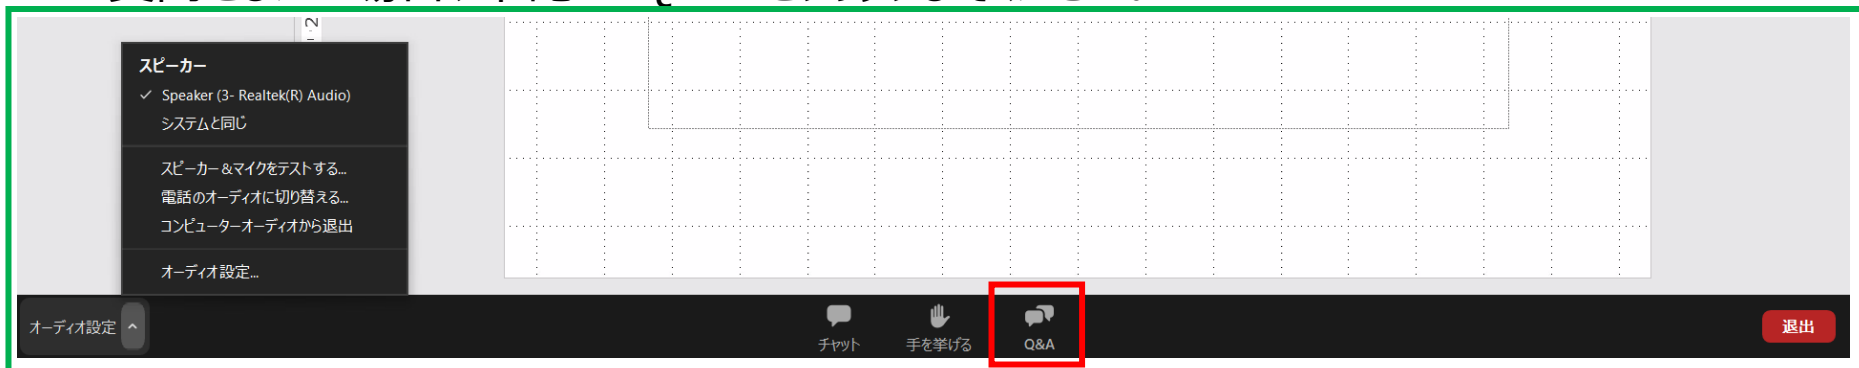 2
スピーカー
✓ Speaker (3- Realtek(R) Audio)
システムと同じ
スピーカー&マイクをテストする...
電話のオーディオに切り替える...
コンピューターオーディオから退出
オーディオ設定...
オーディオ設定 ^ チャット 手を挙げる Q&A 退出